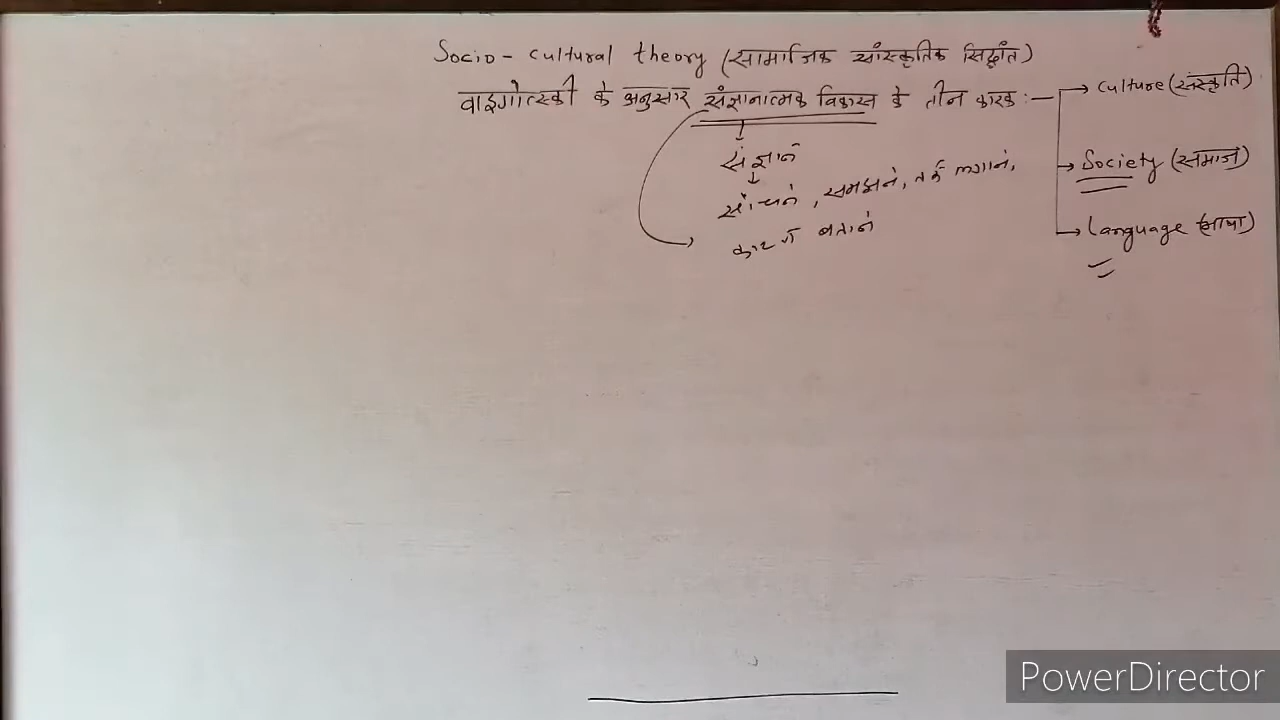 Socio - Cultural theory (सामाजिक सांस्कृतिक सिद्धांत)
वाइगोत्स्की के अनुसार संज्ञानात्मक विकास के तीन कारक :-
Culture (संस्कृति)
Society (समाज)
Language (भाषा)
संज्ञान
सोचने, समझने, तर्क लगाने,
कारण बताने
PowerDirector